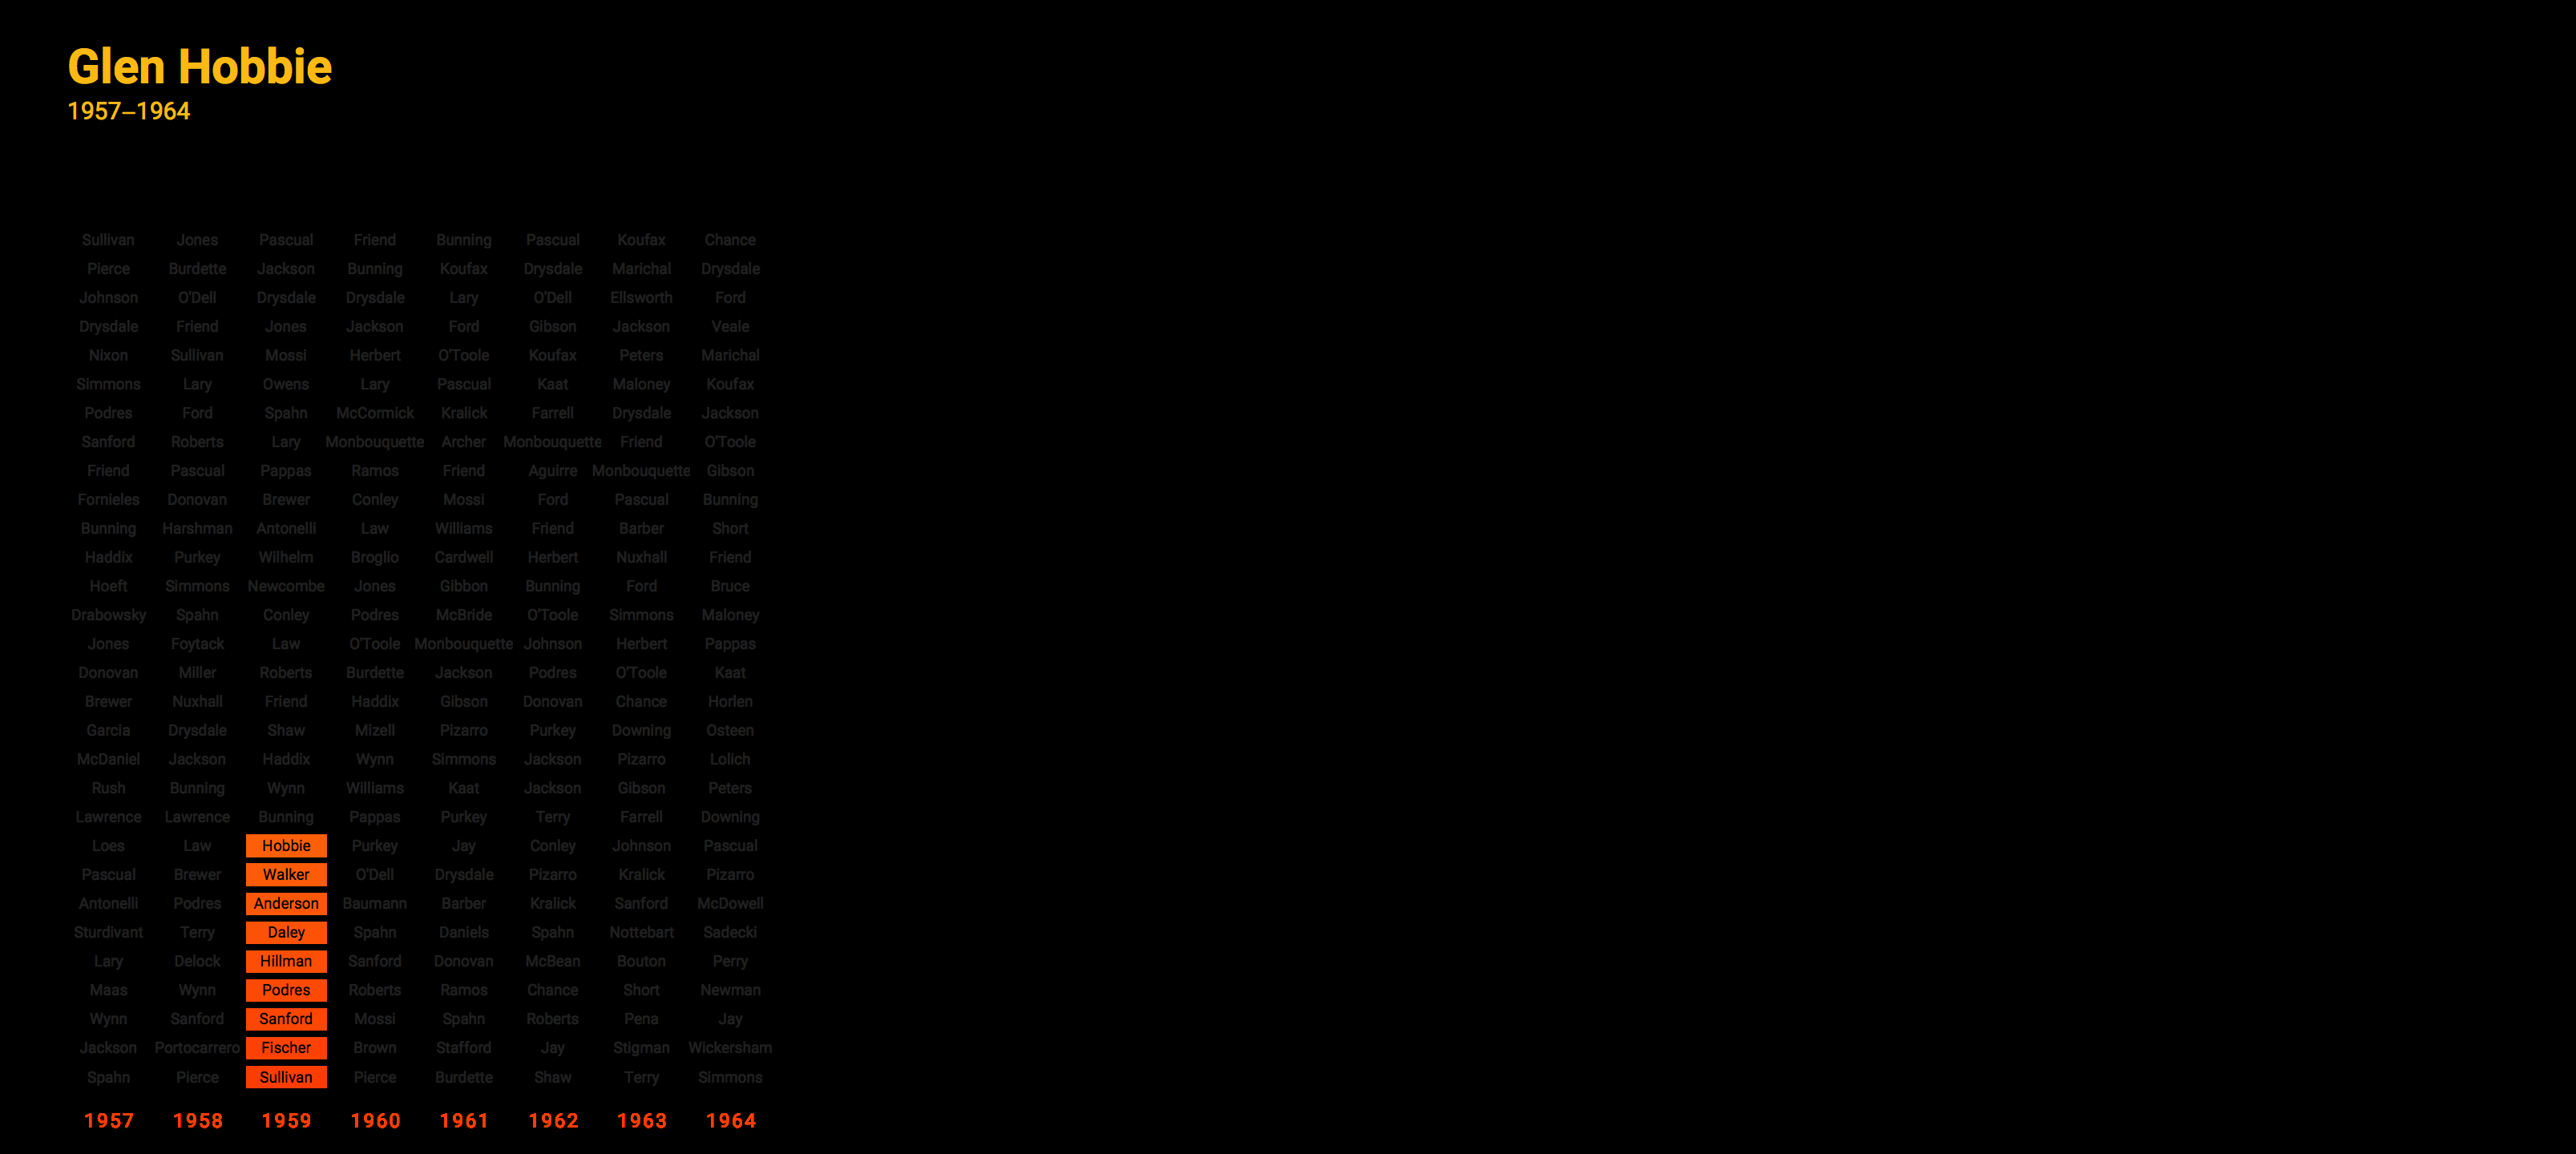 Glen Hobbie
1957–1964
Sullivan Jones Pascual Friend Bunning Pascual Koufax Chance
Pierce Burdette Jackson Bunning Koufax Drysdale Marichal Drysdale
Johnson O'Dell Drysdale Drysdale Lary O'Dell Ellsworth Ford
Drysdale Friend Jones Jackson Ford Gibson Jackson Veale
Nixon Sullivan Mossi Herbert O'Toole Koufax Peters Marichal
Simmons Lary Owens Lary Pascual Kaat Maloney Koufax
Podres Ford Spahn McCormick Kralick Farrell Drysdale Jackson
Sanford Roberts Lary Monbouquette Archer Monbouquette Friend O'Toole
Friend Pascual Pappas Ramos Friend Aguirre Monbouquette Gibson
Fornieles Donovan Brewer Conley Mossi Ford Pascual Bunning
Bunning Harshman Antonelli Law Williams Friend Barber Short
Haddix Purkey Wilhelm Broglio Cardwell Herbert Nuxhall Friend
Hoeft Simmons Newcombe Jones Gibbon Bunning Ford Bruce
Drabowsky Spahn Conley Podres McBride O'Toole Simmons Maloney
Jones Foytack Law O'Toole Monbouquette Johnson Herbert Pappas
Donovan Miller Roberts Burdette Jackson Podres O'Toole Kaat
Brewer Nuxhall Friend Haddix Gibson Donovan Chance Horlen
Garcia Drysdale Shaw Mizell Pizarro Purkey Downing Osteen
McDaniel Jackson Haddix Wynn Simmons Jackson Pizarro Lolich
Rush Bunning Wynn Williams Kaat Jackson Gibson Peters
Lawrence Lawrence Bunning Pappas Purkey Terry Farrell Downing
Loes Law Hobbie Purkey Jay Conley Johnson Pascual
Pascual Brewer Walker O'Dell Drysdale Pizarro Kralick Pizarro
Antonelli Podres Anderson Baumann Barber Kralick Sanford McDowell
Sturdivant Terry Daley Spahn Daniels Spahn Nottebart Sadecki
Lary Delock Hillman Sanford Donovan McBean Bouton Perry
Maas Wynn Podres Roberts Ramos Chance Short Newman
Wynn Sanford Sanford Mossi Spahn Roberts Pena Jay
Jackson Portocarrero Fischer Brown Stafford Jay Stigman Wickersham
Spahn Pierce Sullivan Pierce Burdette Shaw Terry Simmons
1957 1958 1959 1960 1961 1962 1963 1964